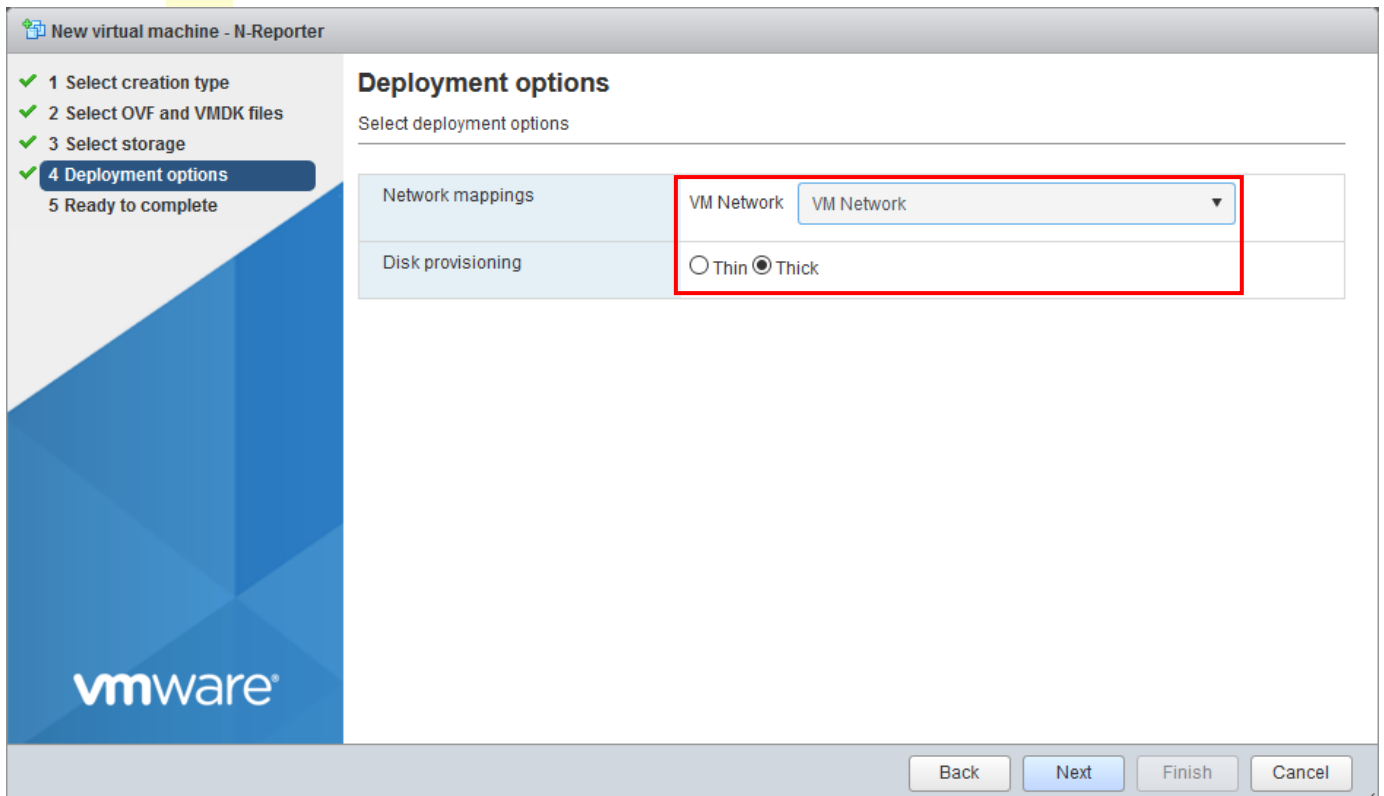 New virtual machine - N-Reporter
1 Select creation type
2 Select OVF and VMDK files
3 Select storage
4 Deployment options
5 Ready to complete
Deployment options
Select deployment options
Network mappings
VM Network VM Network
Disk provisioning
Thin Thick
vmware®
Back Next Finish Cancel